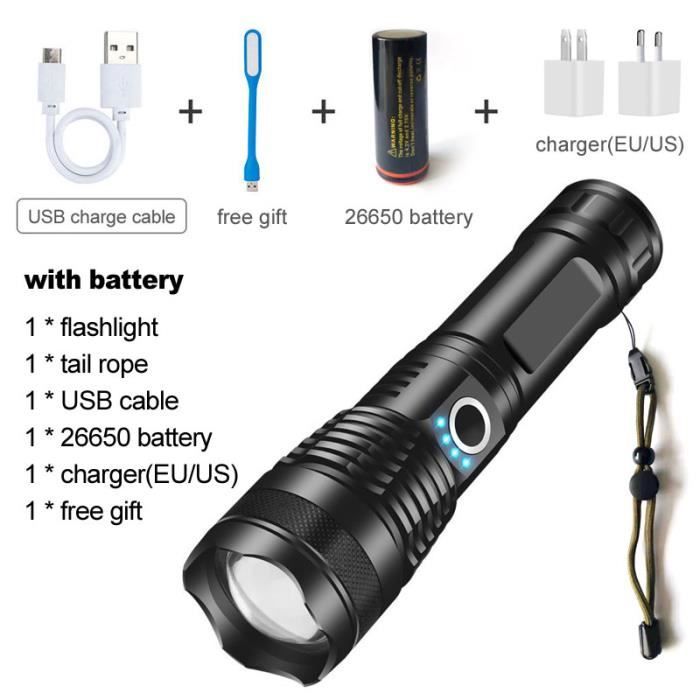 charger(EU/US)
USB charge cable
free gift
26650 battery
WARNING:
with battery
1 * flashlight
1 * tail rope
1 * USB cable
1 * 26650 battery
1 * charger(EU/US)
1 * free gift